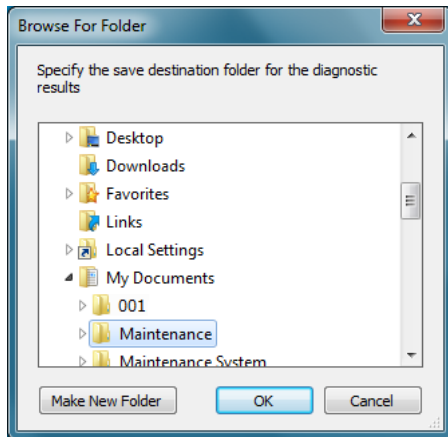 Browse For Folder
Specify the save destination folder for the diagnostic
results
Desktop
Downloads
Favorites
Links
Local Settings
My Documents
001
Maintenance
Maintenance System
Make New Folder
OK
Cancel